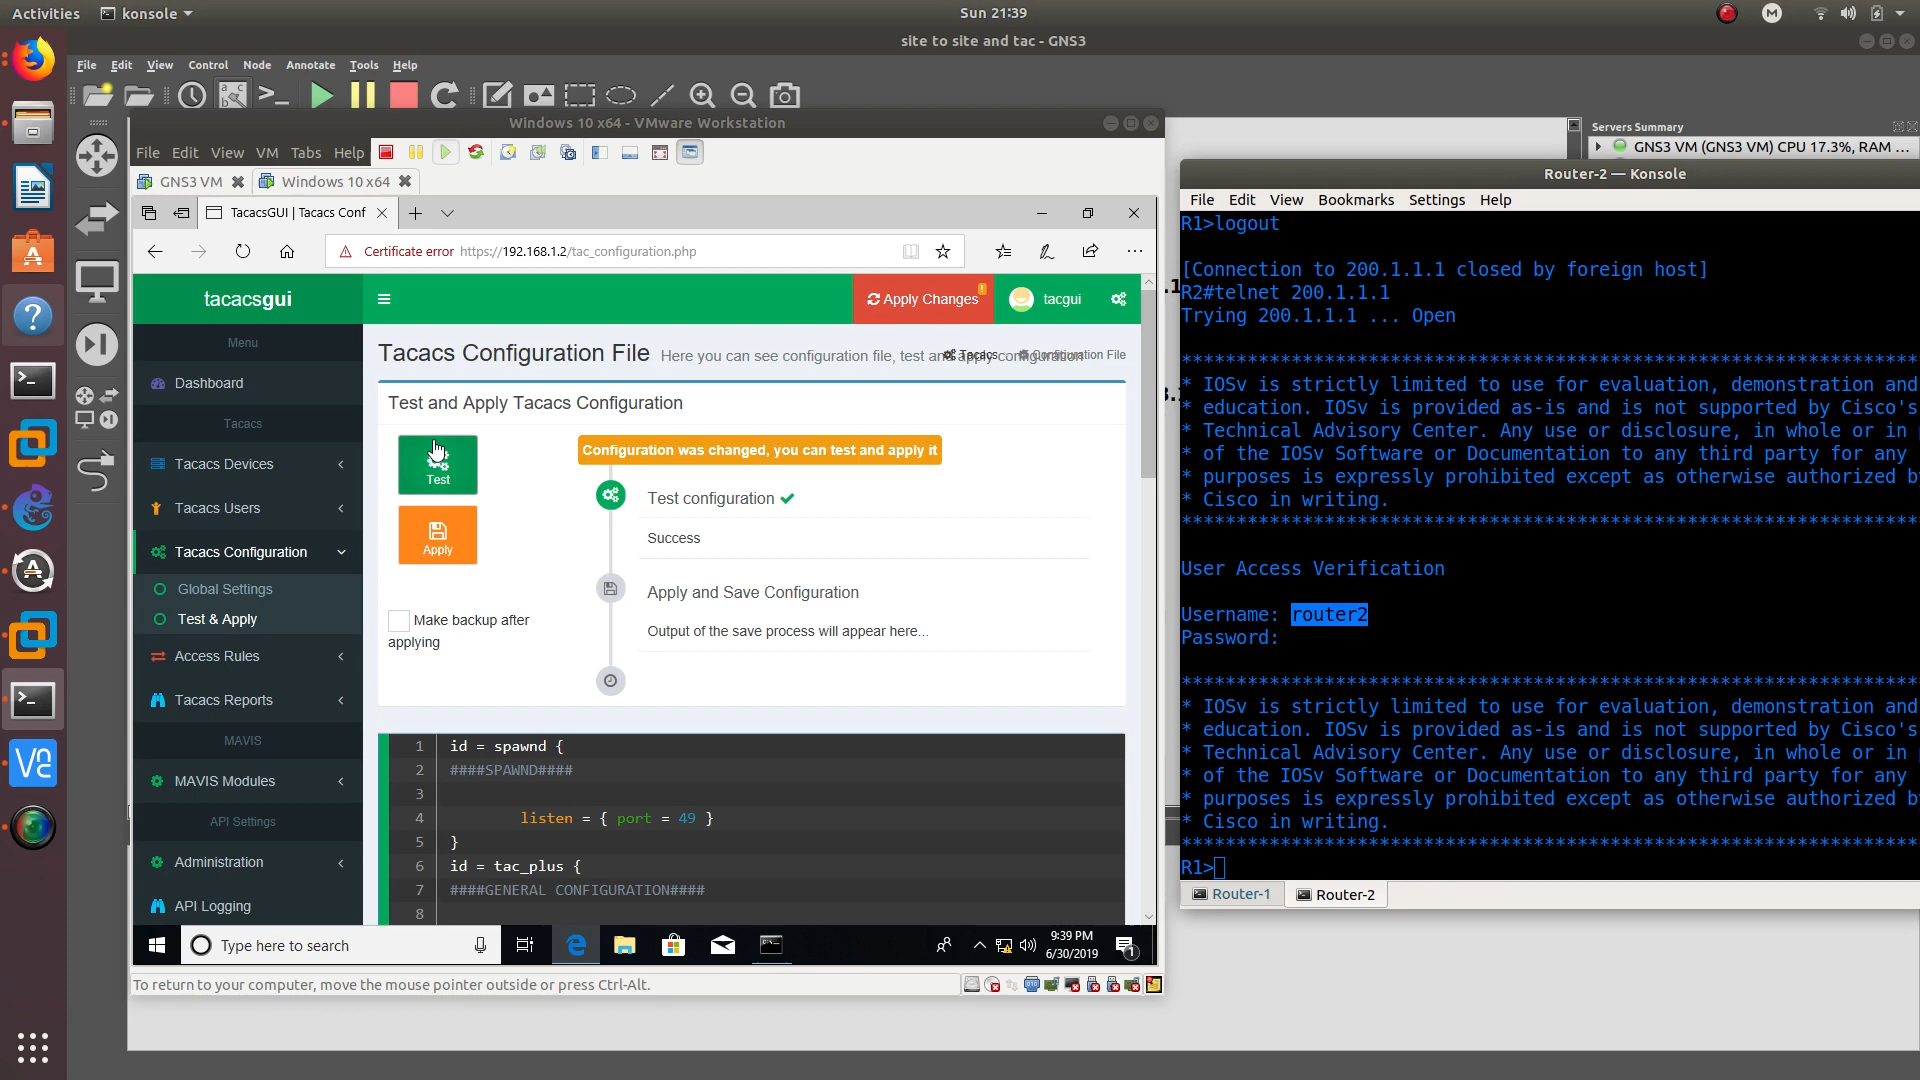 Activities
konsole
Sun 21:39
M
site to site and tac - GNS3
File Edit View Control Node Annotate Tools Help
Windows 10 x64 - VMware Workstation
File Edit View VM Tabs Help
GNS3 VM
Windows 10 x64
TacacsGUI | Tacacs Conf
Certificate error https://192.168.1.2/tac_configuration.php
tacacsgui
Apply Changes
tacgui
Menu
Dashboard
Tacacs
Tacacs Devices
Tacacs Users
Tacacs Configuration
Global Settings
Test & Apply
Access Rules
Tacacs Reports
MAVIS
MAVIS Modules
API Settings
Administration
API Logging
Tacacs Configuration File
Here you can see configuration file, test and apply configuration
Tacacs
Configuration File
Test and Apply Tacacs Configuration
Test
Apply
Make backup after
applying
Configuration was changed, you can test and apply it
Test configuration
Success
Apply and Save Configuration
Output of the save process will appear here...
1 id = spawnd {
2 ####SPAWND####
3
4 listen = { port = 49 }
5 }
6 id = tac_plus {
7 ####GENERAL CONFIGURATION####
8
Type here to search
9:39 PM
6/30/2019
1
To return to your computer, move the mouse pointer outside or press Ctrl-Alt.
Servers Summary
GNS3 VM (GNS3 VM) CPU 17.3%, RAM ...
Router-2 — Konsole
File Edit View Bookmarks Settings Help
R1>logout
[Connection to 200.1.1.1 closed by foreign host]
R2#telnet 200.1.1.1
Trying 200.1.1.1 ... Open
*******************************************************************
* IOSv is strictly limited to use for evaluation, demonstration and
* education. IOSv is provided as-is and is not supported by Cisco's
* Technical Advisory Center. Any use or disclosure, in whole or in
* of the IOSv Software or Documentation to any third party for any
* purposes is expressly prohibited except as otherwise authorized b
* Cisco in writing.
*******************************************************************
User Access Verification
Username: router2
Password:
*******************************************************************
* IOSv is strictly limited to use for evaluation, demonstration and
* education. IOSv is provided as-is and is not supported by Cisco's
* Technical Advisory Center. Any use or disclosure, in whole or in
* of the IOSv Software or Documentation to any third party for any
* purposes is expressly prohibited except as otherwise authorized b
* Cisco in writing.
*******************************************************************
R1>
Router-1
Router-2